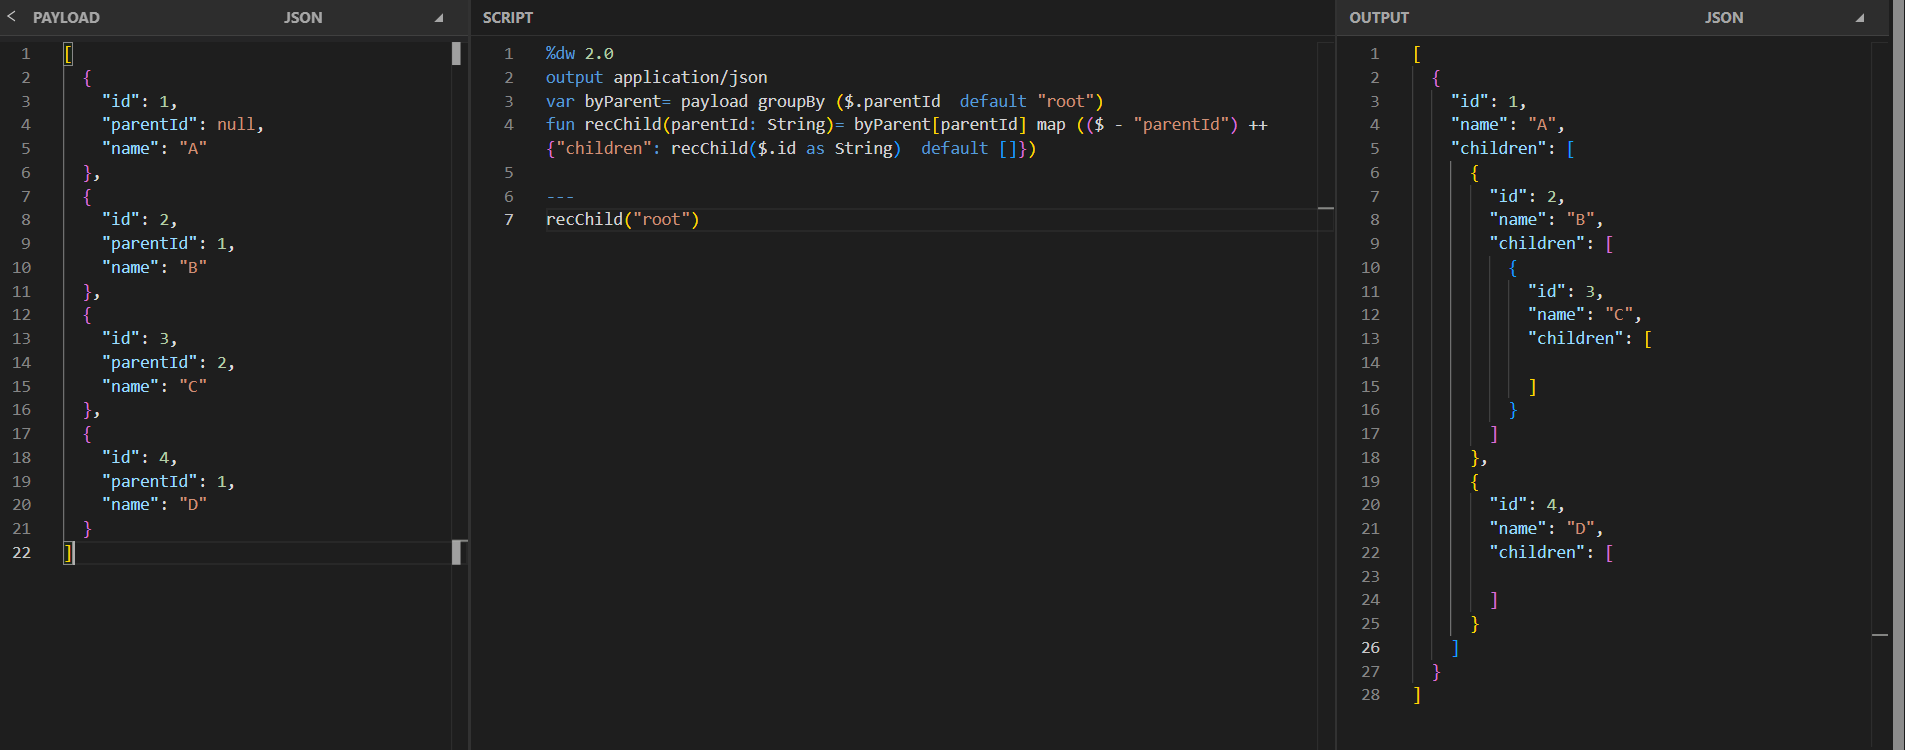 < PAYLOAD JSON
1 [
2 {
3 "id": 1,
4 "parentId": null,
5 "name": "A"
6 },
7 {
8 "id": 2,
9 "parentId": 1,
10 "name": "B"
11 },
12 {
13 "id": 3,
14 "parentId": 2,
15 "name": "C"
16 },
17 {
18 "id": 4,
19 "parentId": 1,
20 "name": "D"
21 }
22 ]
SCRIPT
1 %dw 2.0
2 output application/json
3 var byParent= payload groupBy ($.parentId  default "root")
4 fun recChild(parentId: String)= byParent[parentId] map (($ - "parentId") ++
{"children": recChild($.id as String)  default []})
5
6 ---
7 recChild("root")
OUTPUT JSON
1 [
2 {
3 "id": 1,
4 "name": "A",
5 "children": [
6 {
7 "id": 2,
8 "name": "B",
9 "children": [
10 {
11 "id": 3,
12 "name": "C",
13 "children": [
14
15 ]
16 }
17 ]
18 },
19 {
20 "id": 4,
21 "name": "D",
22 "children": [
23
24 ]
25 }
26 ]
27 }
28 ]